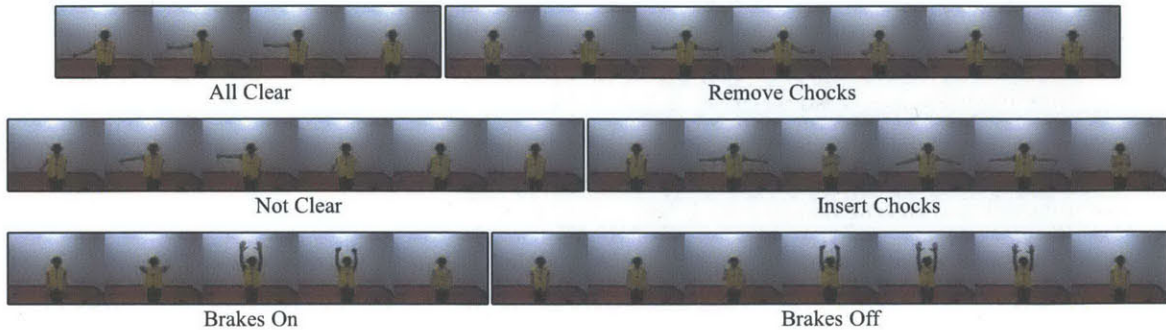 All Clear
Remove Chocks
Not Clear
Insert Chocks
Brakes On
Brakes Off